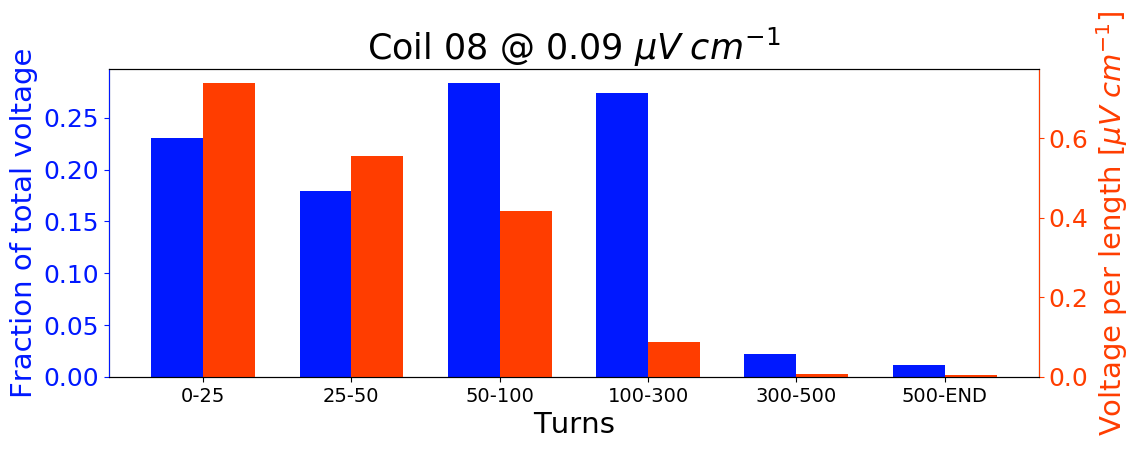 Coil 08 @ 0.09 μV cm⁻¹
Fraction of total voltage
0.25
0.20
0.15
0.10
0.05
0.00
0.6
0.4
0.2
0.0
Voltage per length [μV cm⁻¹]
0-25 25-50 50-100 100-300 300-500 500-END
Turns